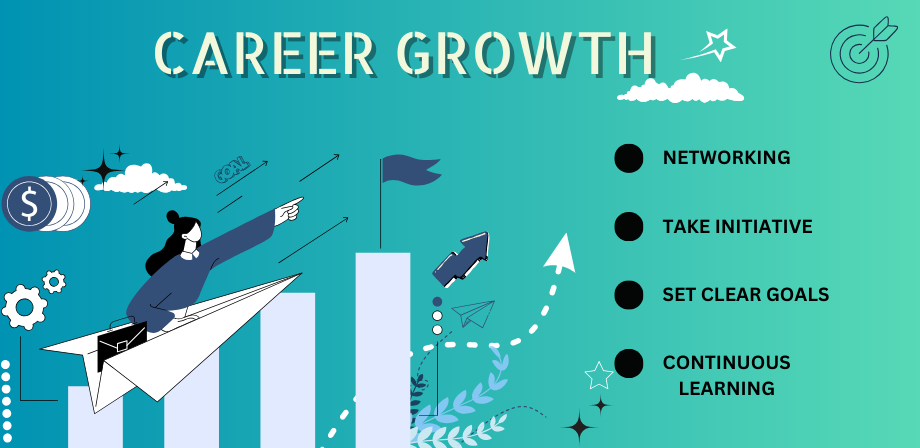 CAREER GROWTH
GOAL
$
NETWORKING
TAKE INITIATIVE
SET CLEAR GOALS
CONTINUOUS
LEARNING